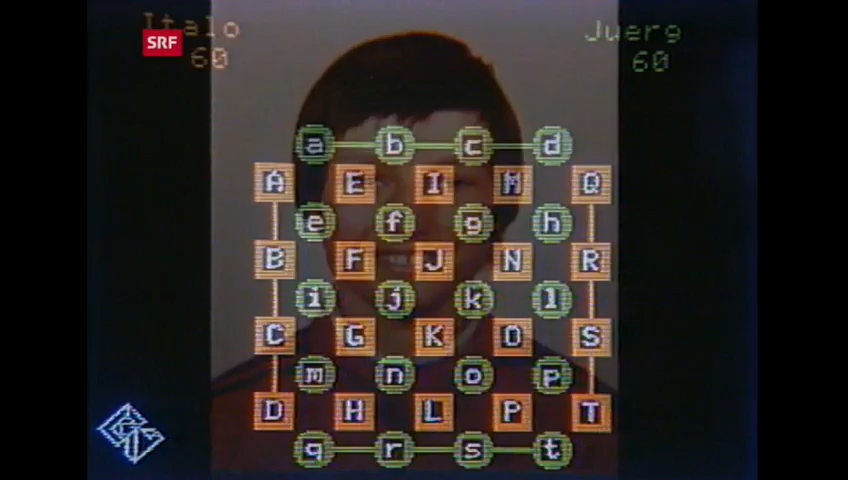 Italo
Juerg
SRF
60
60
a b c d
A E I M Q
e f g h
B F J N R
i j k l
C G K O S
m n o p
D H L P T
q r s t